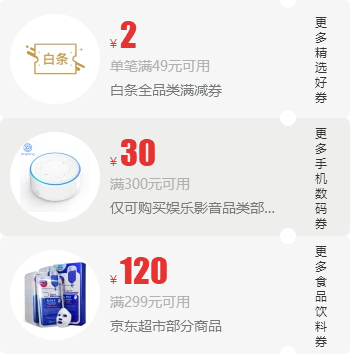 白条
¥ 2
单笔满49元可用
白条全品类满减券
更多精选好券
¥ 30
满300元可用
仅可购买娱乐影音品类部...
更多手机数码券
¥ 120
满299元可用
京东超市部分商品
更多食品饮料券